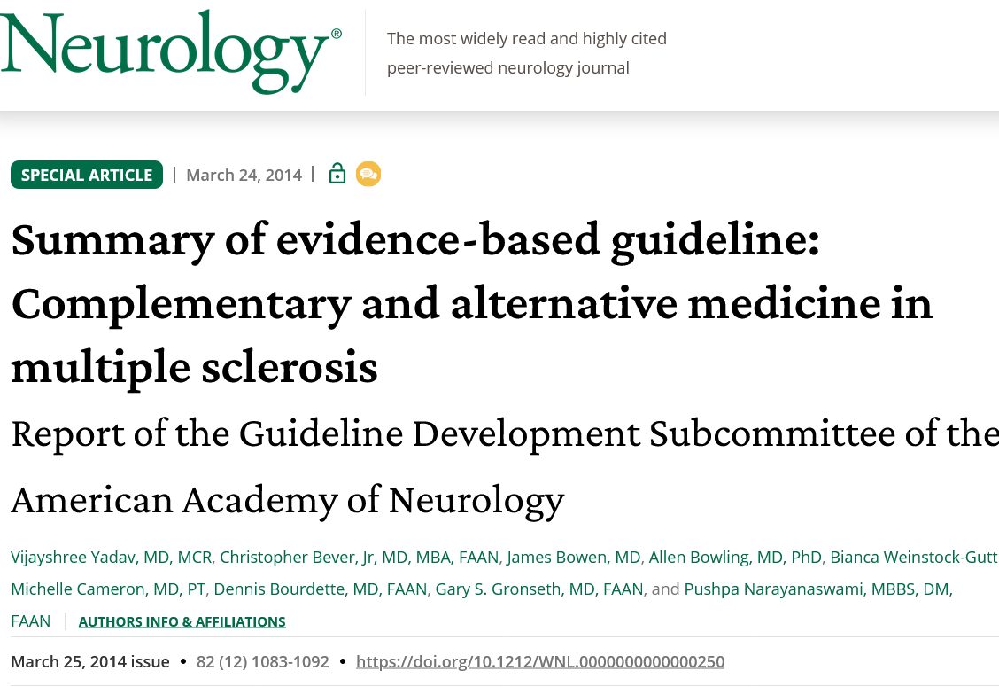 Neurology®
The most widely read and highly cited
peer-reviewed neurology journal
SPECIAL ARTICLE | March 24, 2014 |
Summary of evidence-based guideline:
Complementary and alternative medicine in
multiple sclerosis
Report of the Guideline Development Subcommittee of the
American Academy of Neurology
Vijayshree Yadav, MD, MCR, Christopher Bever, Jr, MD, MBA, FAAN, James Bowen, MD, Allen Bowling, MD, PhD, Bianca Weinstock-Gutt
Michelle Cameron, MD, PT, Dennis Bourdette, MD, FAAN, Gary S. Gronseth, MD, FAAN, and Pushpa Narayanaswami, MBBS, DM,
FAAN | AUTHORS INFO & AFFILIATIONS
March 25, 2014 issue • 82 (12) 1083-1092 • https://doi.org/10.1212/WNL.0000000000000250